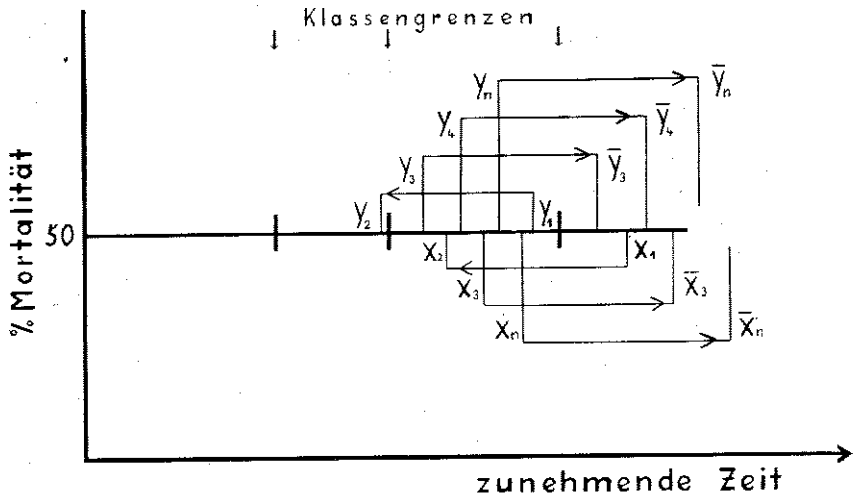 Klassengrenzen
yₙ ȳₙ
y₄ ȳ₄
y₃ ȳ₃
y₂ y₁
% Mortalität
50
x₂ x₁
x₃ x̄₃
xₙ x̄ₙ
zunehmende Zeit